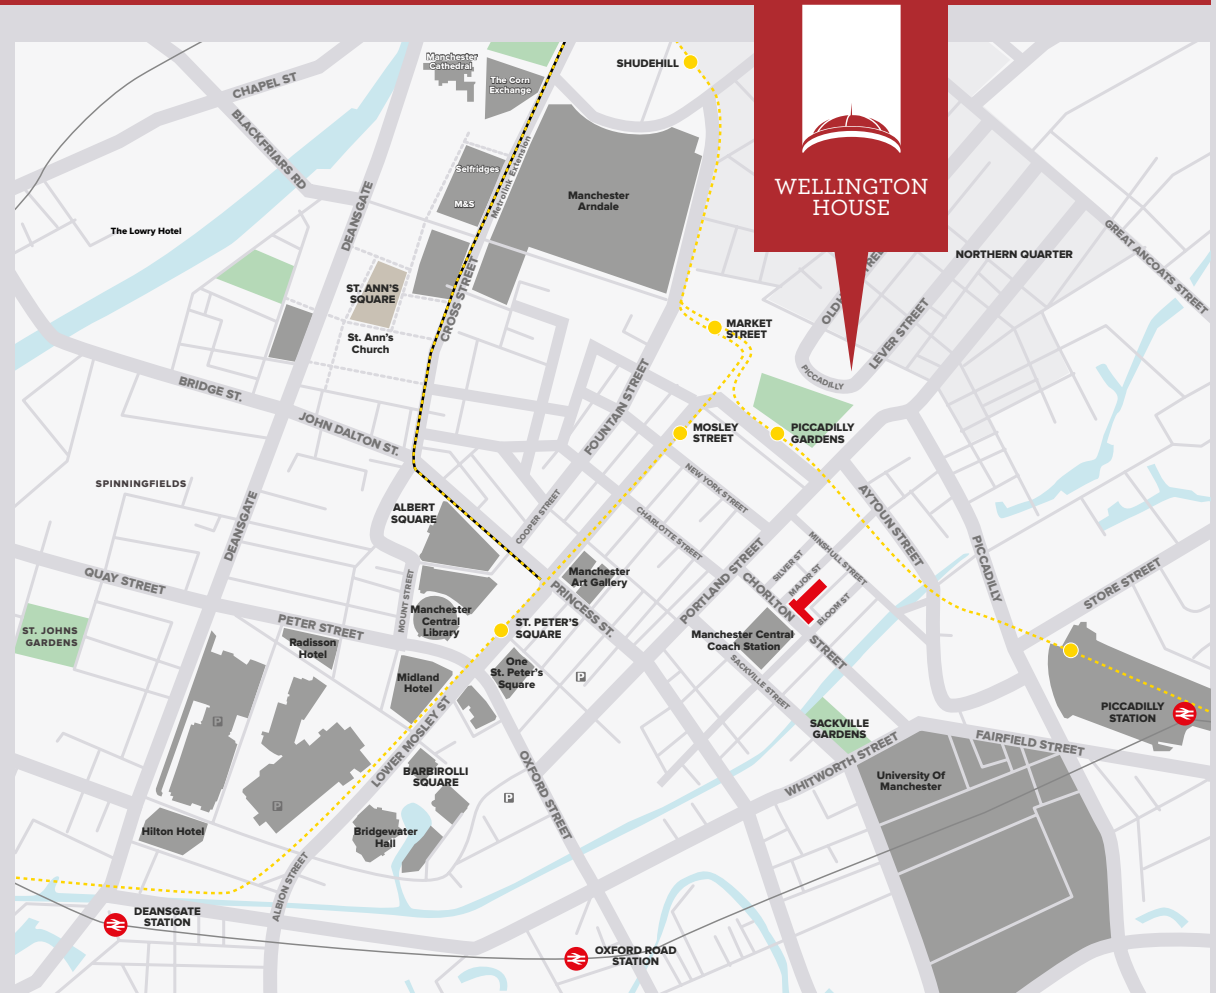 Manchester
Cathedral
The Corn
Exchange
SHUDEHILL
CHAPEL ST
BLACKFRIARS RD
DEANSGATE
Metrolink Extension
Selfridges
M&S
Manchester
Arndale
WELLINGTON
HOUSE
The Lowry Hotel
NORTHERN QUARTER
GREAT ANCOATS STREET
ST. ANN'S
SQUARE
CROSS STREET
St. Ann's
Church
MARKET
STREET
LEVER STREET
PICCADILLY
BRIDGE ST.
JOHN DALTON ST.
FOUNTAIN STREET
MOSLEY
STREET
PICCADILLY
GARDENS
SPINNINGFIELDS
DEANSGATE
ALBERT
SQUARE
COOPER STREET
NEW YORK STREET
CHARLOTTE STREET
AYTOUN STREET
PICCADILLY
MINSHULL STREET
SILVER ST
MAJOR ST
BLOOM ST
STORE STREET
QUAY STREET
MOUNT STREET
Manchester
Art Gallery
PORTLAND STREET
CHORLTON
STREET
PRINCESS ST.
Manchester
Central
Library
ST. PETER'S
SQUARE
PETER STREET
ST. JOHNS
GARDENS
Radisson
Hotel
Manchester Central
Coach Station
SACKVILLE STREET
One
St. Peter's
Square
Midland
Hotel
P
P
LOWER MOSLEY ST
PICCADILLY
STATION
SACKVILLE
GARDENS
FAIRFIELD STREET
WHITWORTH STREET
OXFORD STREET
BARBIROLLI
SQUARE
University Of
Manchester
P
P
Hilton Hotel
Bridgewater
Hall
ALBION STREET
DEANSGATE
STATION
OXFORD ROAD
STATION